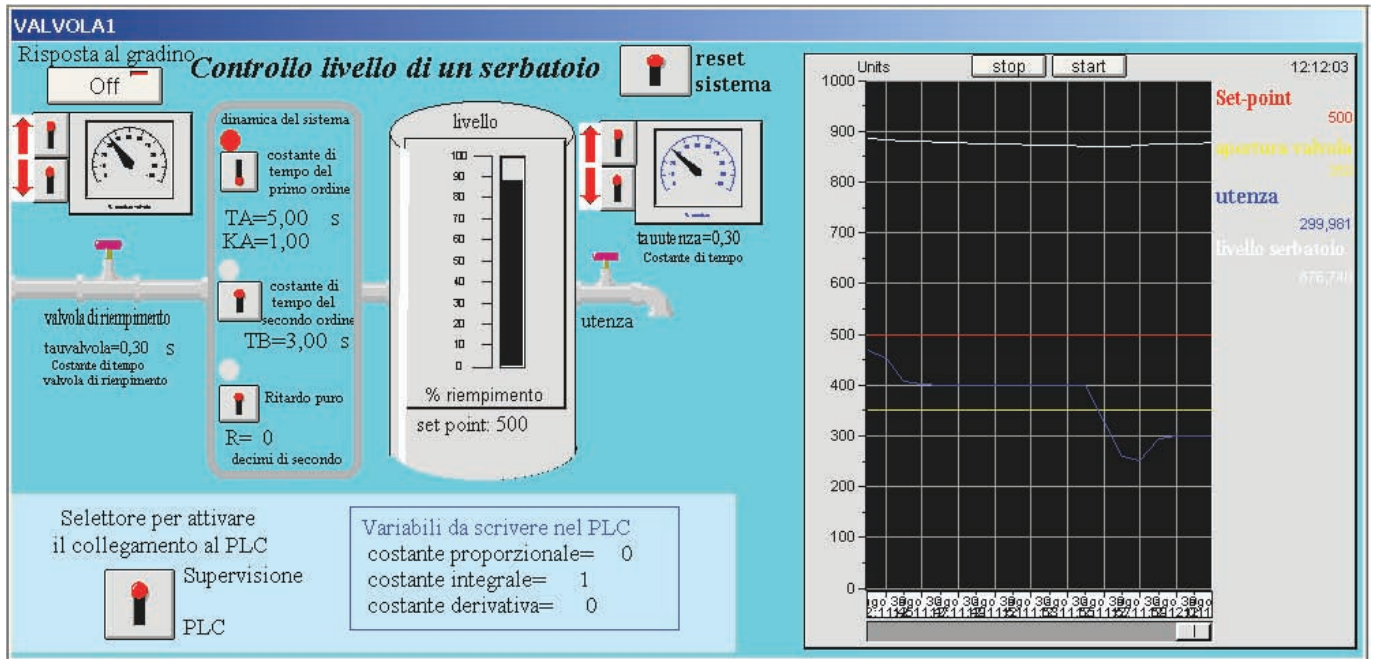 VALVOLA1
Risposta al gradino
Off
Controllo livello di un serbatoio
reset
sistema
dinamica del sistema
costante di
tempo del
primo ordine
TA=5,00 s
KA=1,00
costante di
tempo del
secondo ordine
TB=3,00 s
Ritardo puro
R= 0
decimi di secondo
valvola di riempimento
tauvalvola=0,30 s
Costante di tempo
valvola di riempimento
livello
100
90
80
70
60
50
40
30
20
10
0
% riempimento
set point: 500
tauutenza=0,30
Costante di tempo
utenza
Selettore per attivare
il collegamento al PLC
Supervisione
PLC
Variabili da scrivere nel PLC
costante proporzionale= 0
costante integrale= 1
costante derivativa= 0
Units
stop
start
12:12:03
1000
900
800
700
600
500
400
300
200
100
0
Set-point
500
apertura valvola
utenza
299,981
livello serbatoio